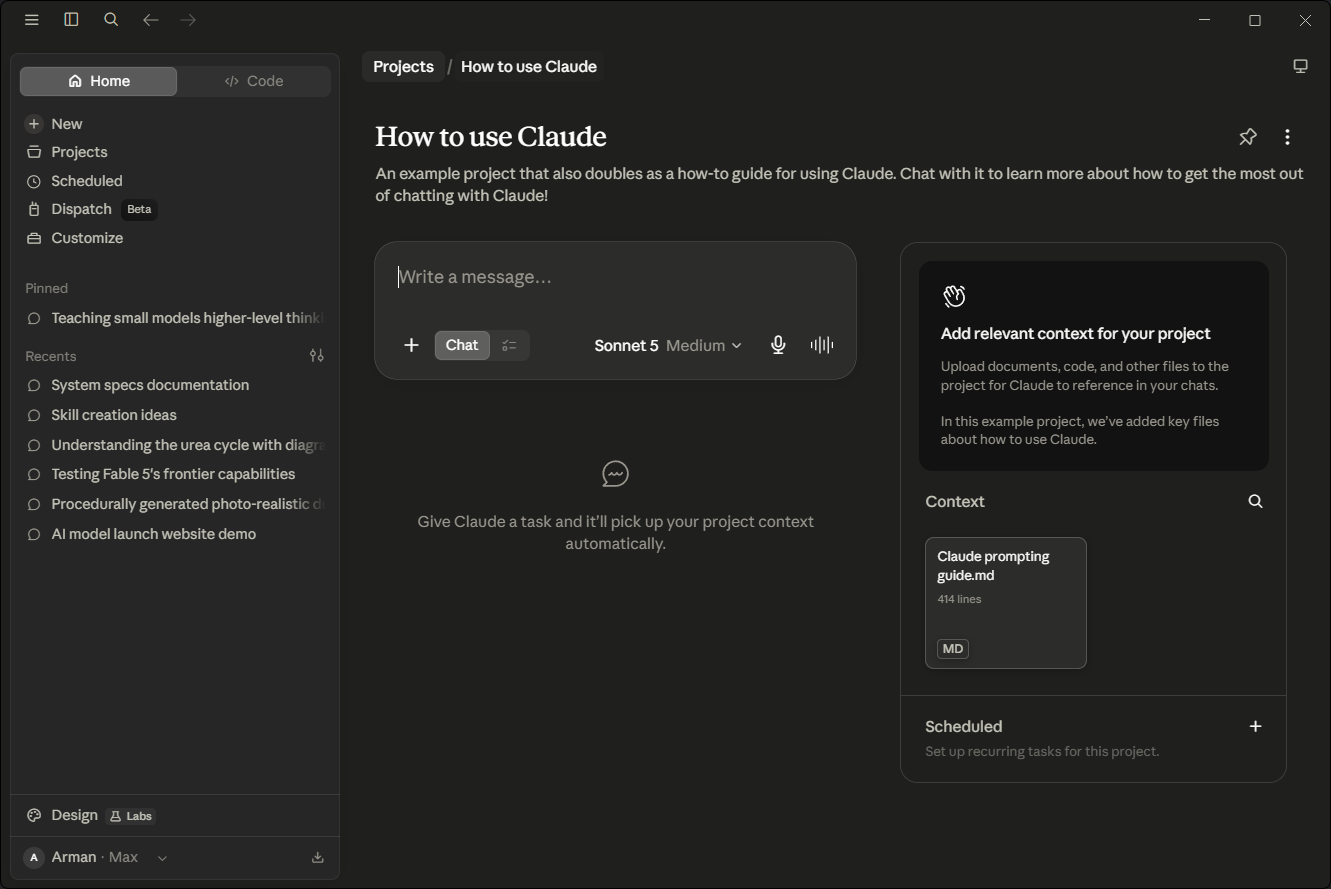 Home
Code
New
Projects
Scheduled
Dispatch Beta
Customize
Pinned
Teaching small models higher-level think
Recents
System specs documentation
Skill creation ideas
Understanding the urea cycle with diagra
Testing Fable 5's frontier capabilities
Procedurally generated photo-realistic d
AI model launch website demo
Design Labs
A Arman · Max
Projects / How to use Claude
How to use Claude
An example project that also doubles as a how-to guide for using Claude. Chat with it to learn more about how to get the most out
of chatting with Claude!
Write a message...
Chat
Sonnet 5 Medium
Give Claude a task and it'll pick up your project context
automatically.
Add relevant context for your project
Upload documents, code, and other files to the
project for Claude to reference in your chats.
In this example project, we've added key files
about how to use Claude.
Context
Claude prompting
guide.md
414 lines
MD
Scheduled
Set up recurring tasks for this project.